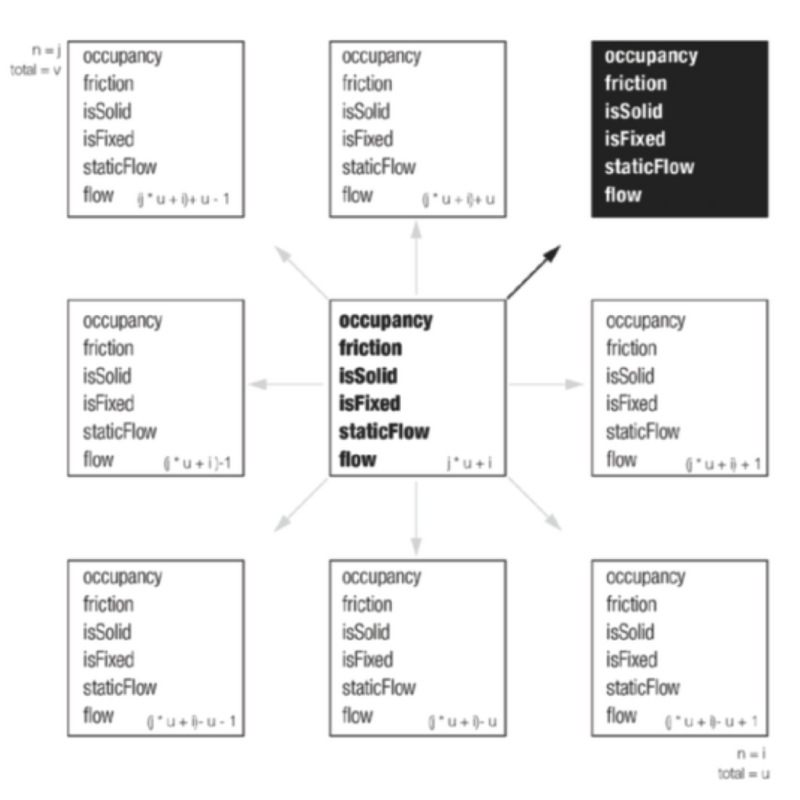 n = j
total = v
occupancy
friction
isSolid
isFixed
staticFlow
flow (j * u + i)+ u - 1
occupancy
friction
isSolid
isFixed
staticFlow
flow (j * u + i)+ u
occupancy
friction
isSolid
isFixed
staticFlow
flow
occupancy
friction
isSolid
isFixed
staticFlow
flow (j * u + i )-1
occupancy
friction
isSolid
isFixed
staticFlow
flow j * u + i
occupancy
friction
isSolid
isFixed
staticFlow
flow (j * u + i) + 1
occupancy
friction
isSolid
isFixed
staticFlow
flow (j * u + i)- u - 1
occupancy
friction
isSolid
isFixed
staticFlow
flow (j * u + i)- u
occupancy
friction
isSolid
isFixed
staticFlow
flow (j * u + i)- u + 1
n = i
total = u